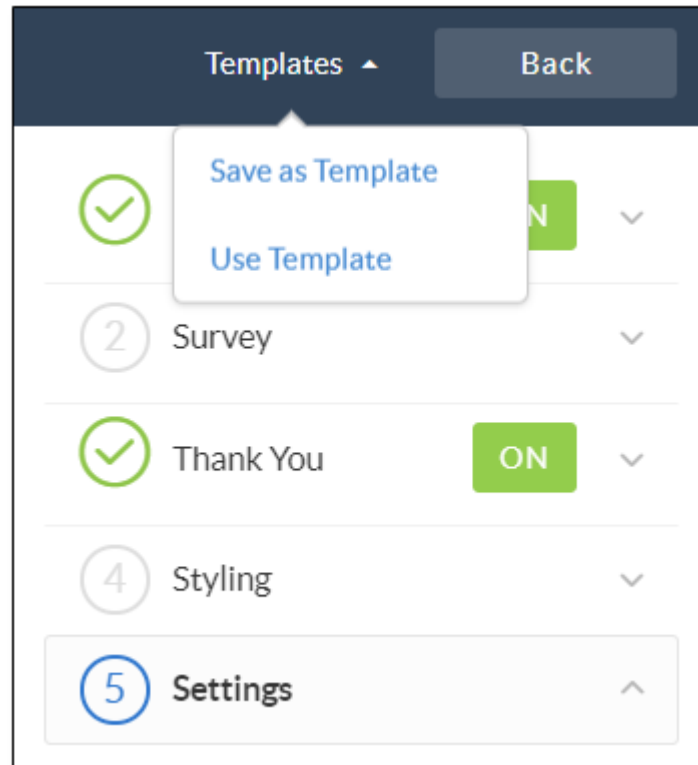 Templates Back
Save as Template
N
Use Template
2 Survey
Thank You ON
4 Styling
5 Settings